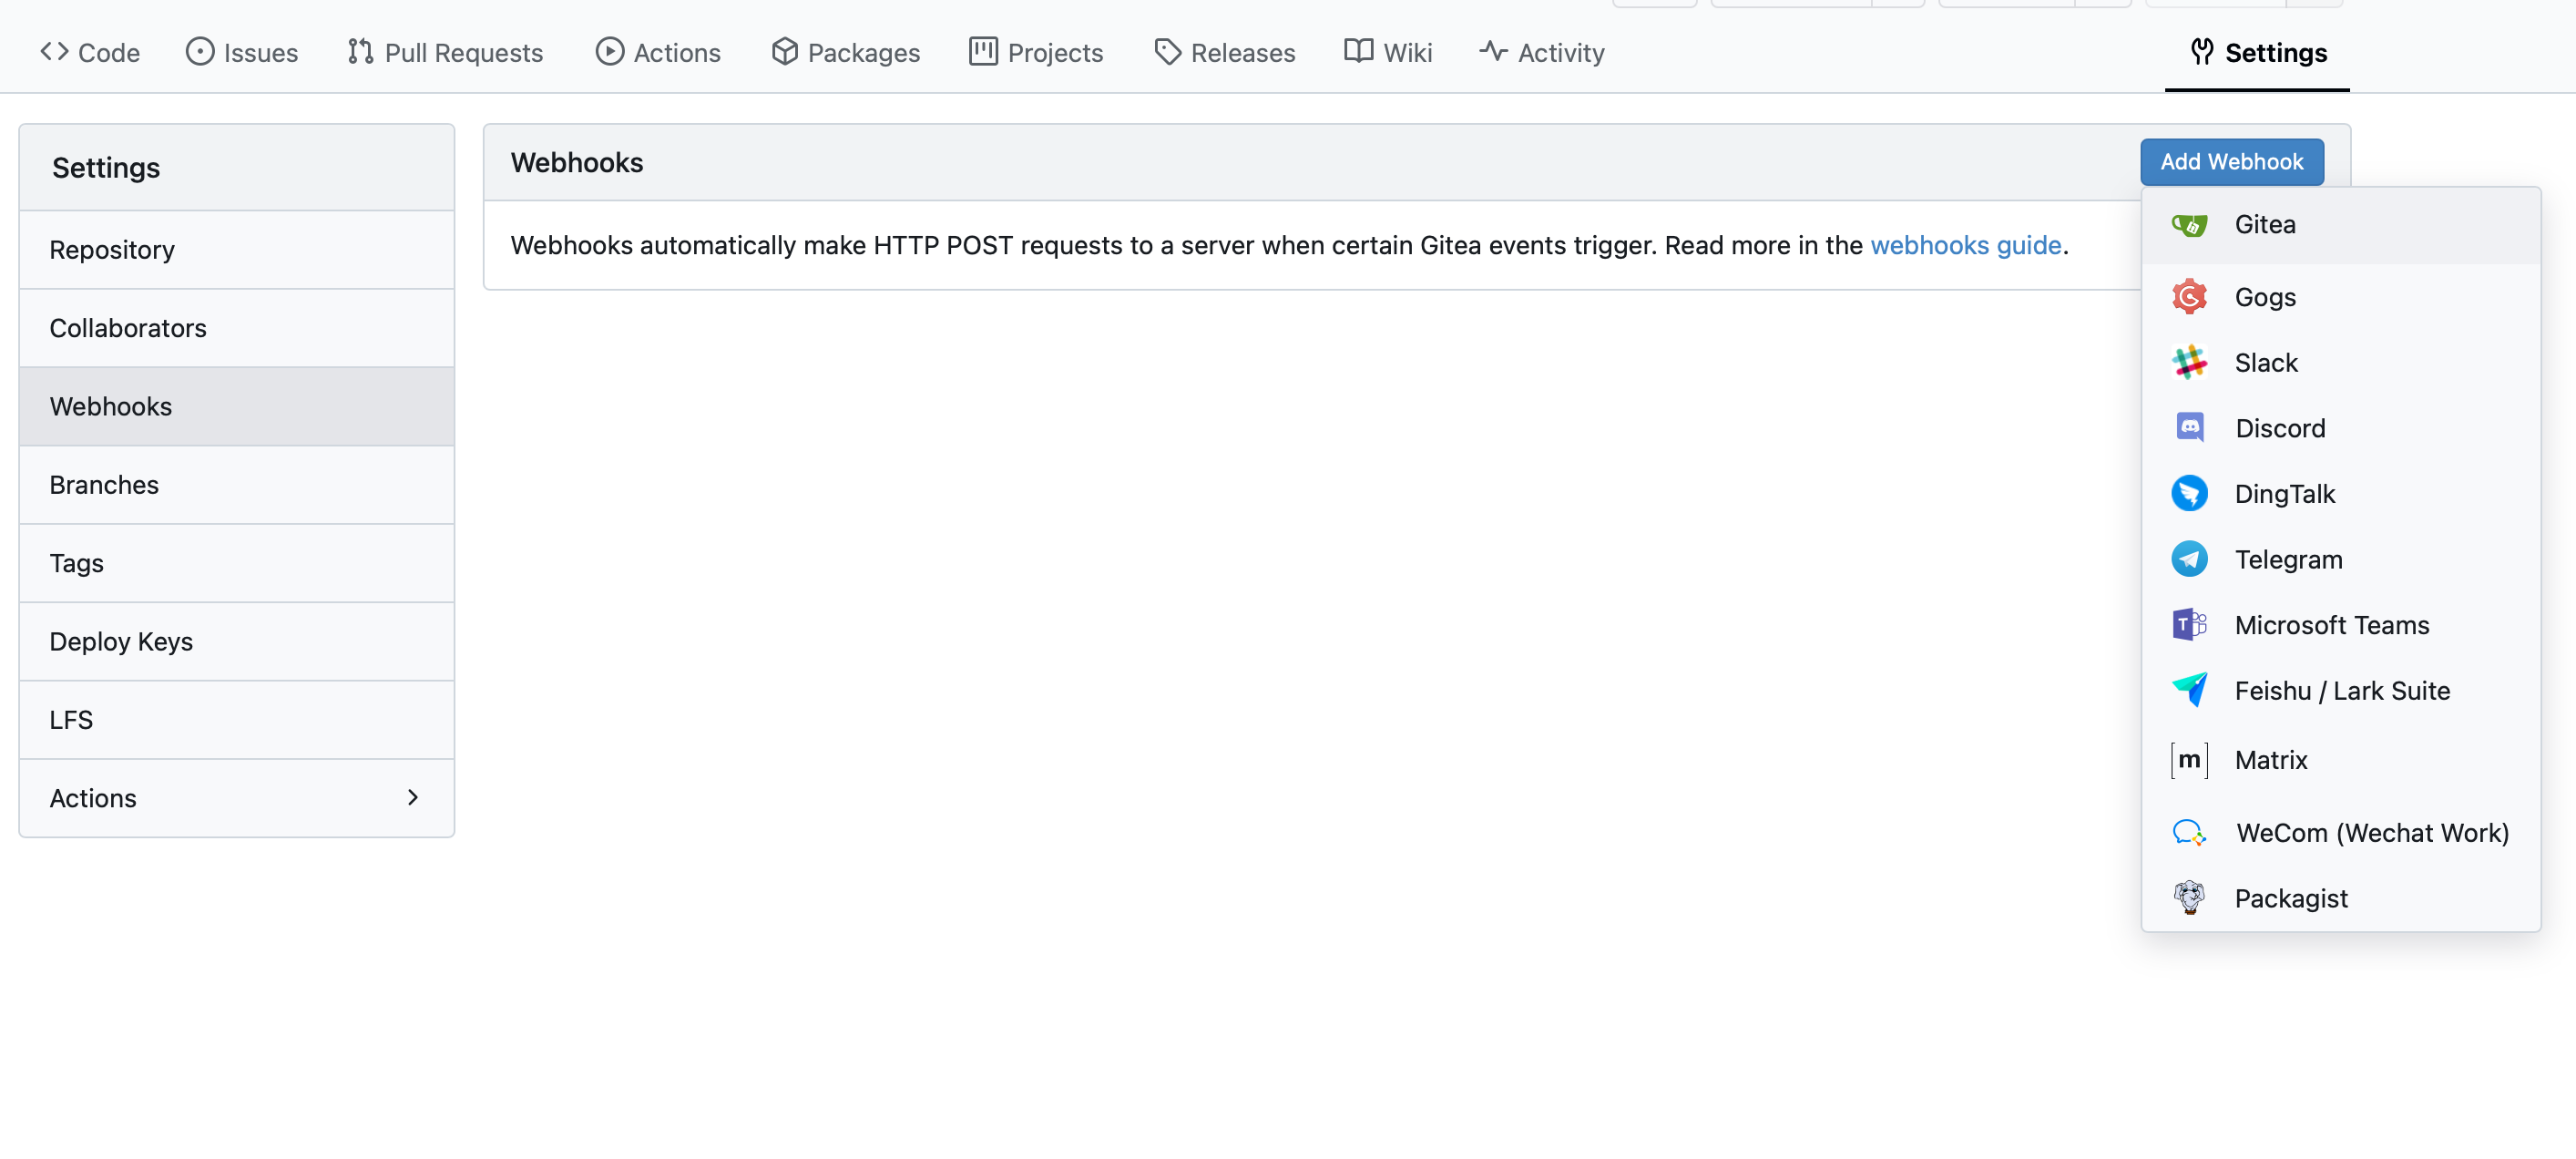 Code Issues Pull Requests Actions Packages Projects Releases Wiki Activity Settings
Settings
Repository
Collaborators
Webhooks
Branches
Tags
Deploy Keys
LFS
Actions
Webhooks
Add Webhook
Webhooks automatically make HTTP POST requests to a server when certain Gitea events trigger. Read more in the webhooks guide.
Gitea
Gogs
Slack
Discord
DingTalk
Telegram
Microsoft Teams
Feishu / Lark Suite
[m] Matrix
WeCom (Wechat Work)
Packagist